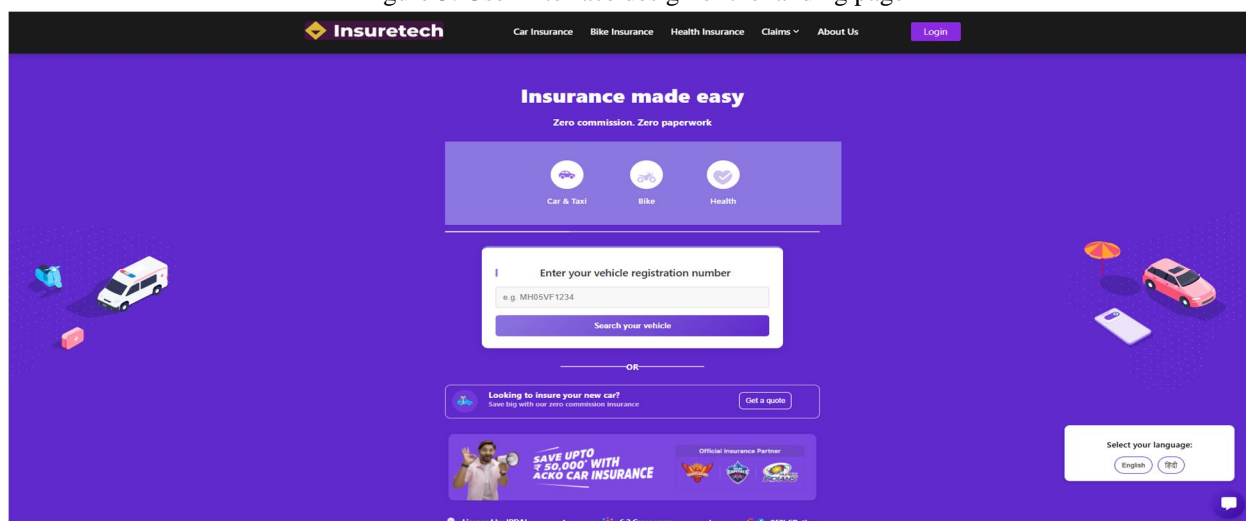 Insuretech
Car Insurance Bike Insurance Health Insurance Claims About Us Login
Insurance made easy
Zero commission. Zero paperwork
Car & Taxi Bike Health
Enter your vehicle registration number
e.g. MH05VF1234
Search your vehicle
OR
Looking to insure your new car?
Save big with our zero commission insurance
Get a quote
SAVE UPTO
₹ 50,000* WITH
ACKO CAR INSURANCE
Official Insurance Partner
CAPITALS
INDIANS
Select your language:
English हिंदी